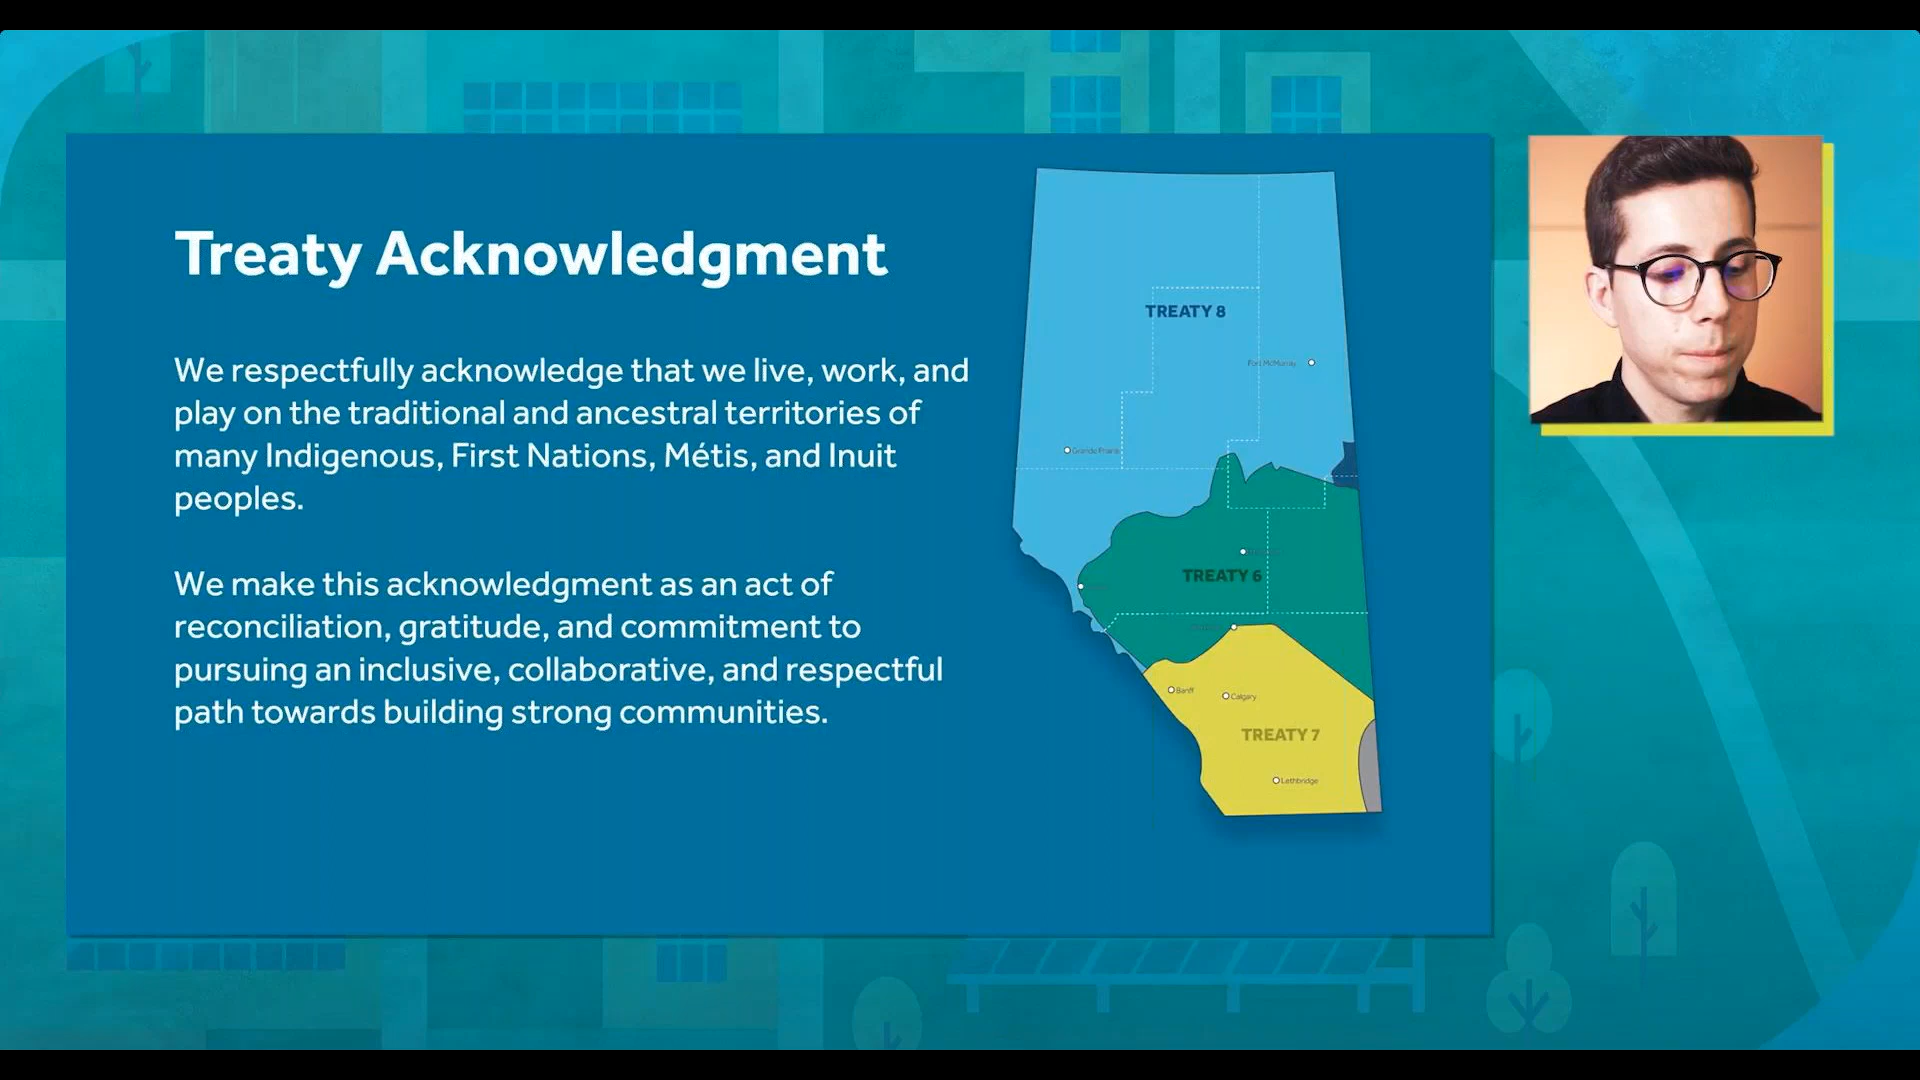 Treaty Acknowledgment
We respectfully acknowledge that we live, work, and
play on the traditional and ancestral territories of
many Indigenous, First Nations, Métis, and Inuit
peoples.
We make this acknowledgment as an act of
reconciliation, gratitude, and commitment to
pursuing an inclusive, collaborative, and respectful
path towards building strong communities.
TREATY 8
Fort McMurray
Grande Prairie
TREATY 6
Banff
Calgary
TREATY 7
Lethbridge